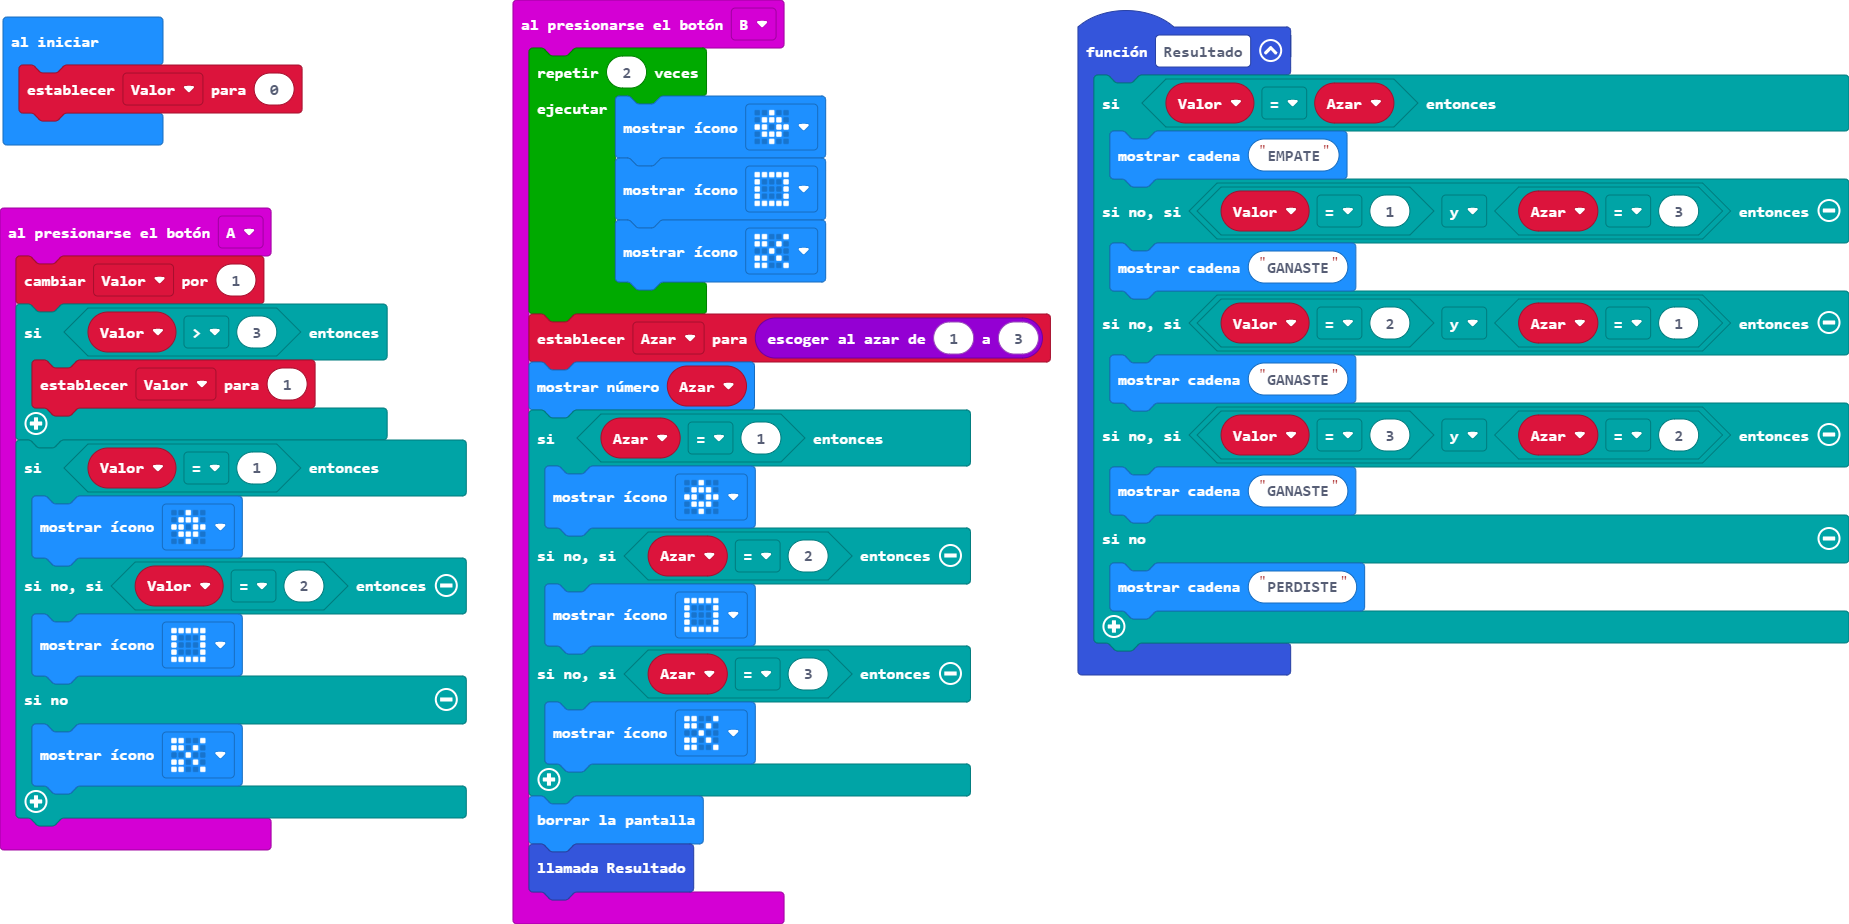 al iniciar
establecer Valor para 0
al presionarse el botón A
cambiar Valor por 1
si Valor > 3 entonces
establecer Valor para 1
si Valor = 1 entonces
mostrar ícono
si no, si Valor = 2 entonces
mostrar ícono
si no
mostrar ícono
al presionarse el botón B
repetir 2 veces
ejecutar
mostrar ícono
mostrar ícono
mostrar ícono
establecer Azar para escoger al azar de 1 a 3
mostrar número Azar
si Azar = 1 entonces
mostrar ícono
si no, si Azar = 2 entonces
mostrar ícono
si no, si Azar = 3 entonces
mostrar ícono
borrar la pantalla
llamada Resultado
función Resultado
si Valor = Azar entonces
mostrar cadena "EMPATE"
si no, si Valor = 1 y Azar = 3 entonces
mostrar cadena "GANASTE"
si no, si Valor = 2 y Azar = 1 entonces
mostrar cadena "GANASTE"
si no, si Valor = 3 y Azar = 2 entonces
mostrar cadena "GANASTE"
si no
mostrar cadena "PERDISTE"